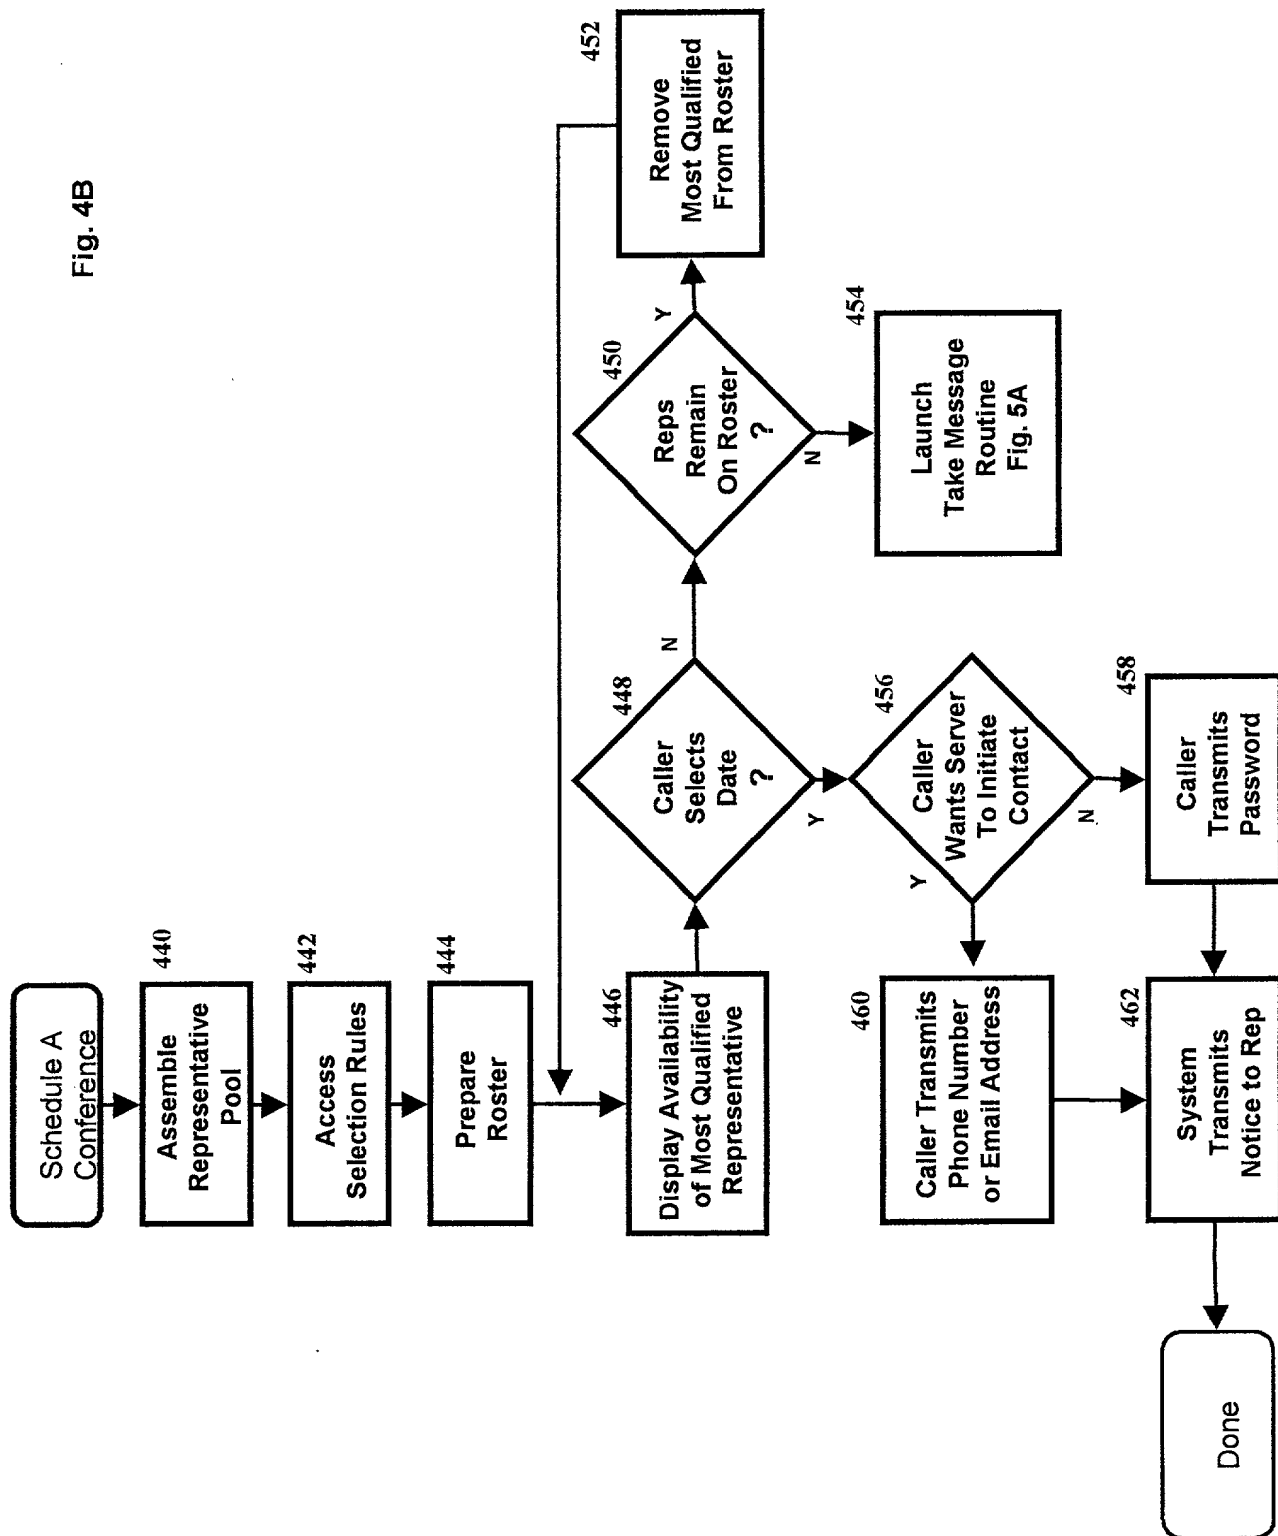 Fig. 4B
Schedule A
Conference
440
Assemble
Representative
Pool
442
Access
Selection Rules
444
Prepare
Roster
446
Display Availability
of Most Qualified
Representative
448
Caller
Selects
Date
?
N
Y
450
Reps
Remain
On Roster
?
Y
N
452
Remove
Most Qualified
From Roster
454
Launch
Take Message
Routine
Fig. 5A
456
Caller
Wants Server
To Initiate
Contact
Y
N
458
Caller
Transmits
Password
460
Caller Transmits
Phone Number
or Email Address
462
System
Transmits
Notice to Rep
Done